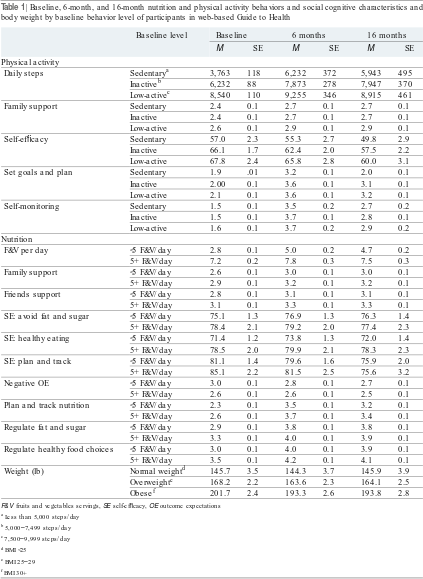 Table 1| Baseline, 6-month, and 16-month nutrition and physical activity behaviors and social cognitive characteristics and
body weight by baseline behavior level of participants in web-based Guide to Health
Baseline level Baseline 6 months 16 months
M SE M SE M SE
Physical activity
Daily steps Sedentary a 3,763 118 6,232 372 5,943 495
Inactive b 6,232 88 7,873 278 7,947 370
Low-active c 8,540 110 9,255 346 8,915 461
Family support Sedentary 2.4 0.1 2.7 0.1 2.7 0.1
Inactive 2.4 0.1 2.7 0.1 2.7 0.1
Low-active 2.6 0.1 2.9 0.1 2.9 0.1
Self-efficacy Sedentary 57.0 2.3 55.3 2.7 49.8 2.9
Inactive 66.1 1.7 62.4 2.0 57.5 2.2
Low-active 67.8 2.4 65.8 2.8 60.0 3.1
Set goals and plan Sedentary 1.9 .01 3.2 0.1 2.0 0.1
Inactive 2.00 0.1 3.6 0.1 3.1 0.1
Low-active 2.1 0.1 3.6 0.1 3.2 0.1
Self-monitoring Sedentary 1.5 0.1 3.5 0.2 2.7 0.2
Inactive 1.5 0.1 3.7 0.1 2.8 0.1
Low-active 1.6 0.1 3.7 0.2 2.9 0.2
Nutrition
F&V per day <5 F&V/day 2.8 0.1 5.0 0.2 4.7 0.2
5+ F&V/day 7.2 0.2 7.8 0.3 7.5 0.3
Family support <5 F&V/day 2.6 0.1 3.0 0.1 3.0 0.1
5+ F&V/day 2.9 0.1 3.2 0.1 3.2 0.1
Friends support <5 F&V/day 2.8 0.1 3.1 0.1 3.1 0.1
5+ F&V/day 3.1 0.1 3.3 0.1 3.3 0.1
SE: avoid fat and sugar <5 F&V/day 75.1 1.3 76.9 1.3 76.3 1.4
5+ F&V/day 78.4 2.1 79.2 2.0 77.4 2.3
SE: healthy eating <5 F&V/day 71.4 1.2 73.8 1.3 72.0 1.4
5+ F&V/day 78.5 2.0 79.9 2.1 78.3 2.3
SE: plan and track <5 F&V/day 81.1 1.4 79.6 1.6 75.9 2.0
5+ F&V/day 85.1 2.2 81.5 2.5 75.6 3.2
Negative OE <5 F&V/day 3.0 0.1 2.8 0.1 2.7 0.1
5+ F&V/day 2.6 0.1 2.6 0.1 2.5 0.1
Plan and track nutrition <5 F&V/day 2.3 0.1 3.5 0.1 3.2 0.1
5+ F&V/day 2.6 0.1 3.7 0.1 3.4 0.1
Regulate fat and sugar <5 F&V/day 2.9 0.1 3.8 0.1 3.8 0.1
5+ F&V/day 3.3 0.1 4.0 0.1 3.9 0.1
Regulate healthy food choices <5 F&V/day 3.0 0.1 4.0 0.1 3.9 0.1
5+ F&V/day 3.5 0.1 4.2 0.1 4.1 0.1
Weight (lb) Normal weight d 145.7 3.5 144.3 3.7 145.9 3.9
Overweight e 168.2 2.2 163.6 2.3 164.1 2.5
Obese f 201.7 2.4 193.3 2.6 193.8 2.8
F&V fruits and vegetables servings, SE self-efficacy, OE outcome expectations
a Less than 5,000 steps/day
b 5,000–7,499 steps/day
c 7,500–9,999 steps/day
d BMI <25
e BMI 25–29
f BMI 30+